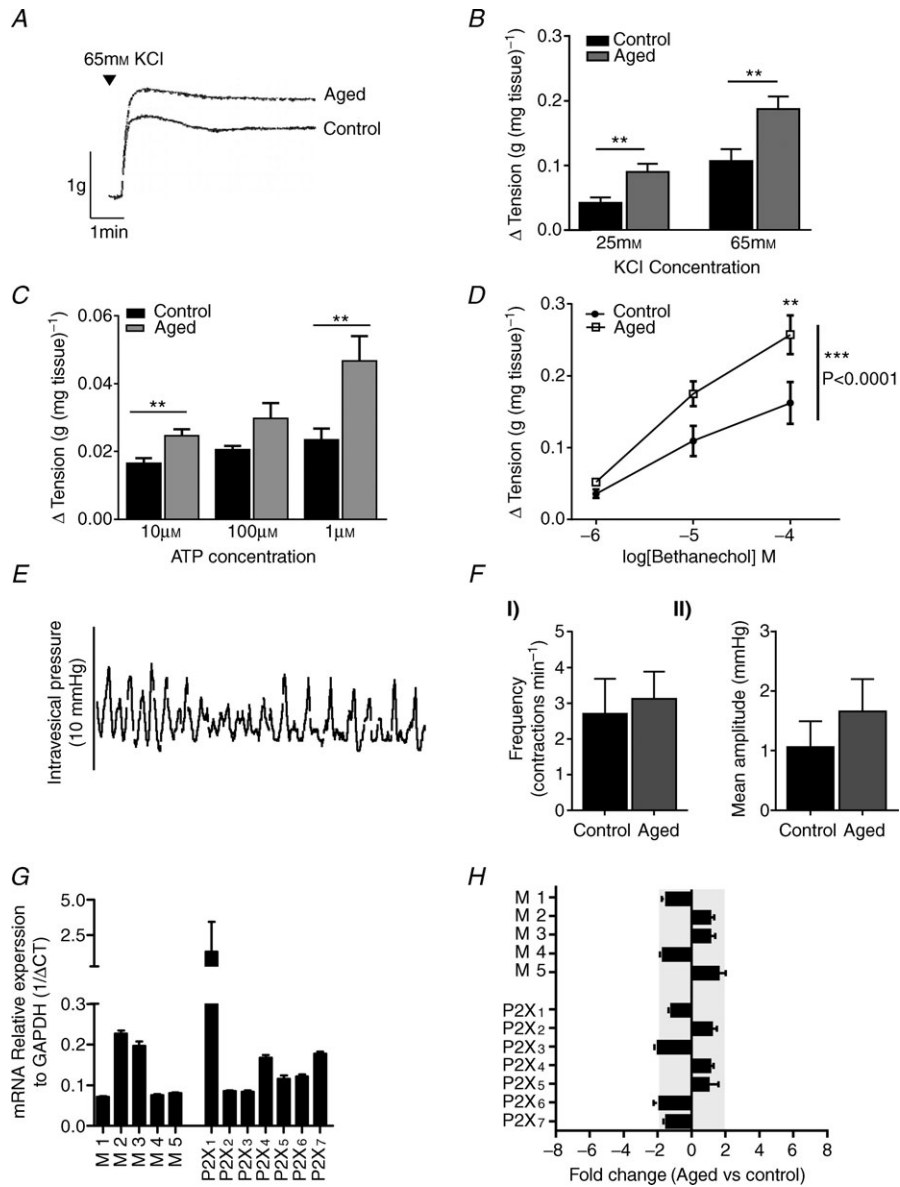 A
65mM KCl
Aged
Control
1g
1min
B
Control
Aged
**
**
0.3
0.2
0.1
0.0
Δ Tension (g (mg tissue)⁻¹)
25mM
65mM
KCl Concentration
C
Control
Aged
**
**
0.06
0.04
0.02
0.00
Δ Tension (g (mg tissue)⁻¹)
10μM
100μM
1μM
ATP concentration
D
Control
Aged
**
***
P<0.0001
0.3
0.2
0.1
0.0
Δ Tension (g (mg tissue)⁻¹)
−6
−5
−4
log[Bethanechol] M
E
Intravesical pressure
(10 mmHg)
F
I)
5
4
3
2
1
0
Frequency
(contractions min⁻¹)
Control
Aged
II)
3
2
1
0
Mean amplitude (mmHg)
Control
Aged
G
5.0
2.5
0.3
0.2
0.1
0.0
mRNA Relative experssion
to GAPDH (1/ΔCT)
M 1
M 2
M 3
M 4
M 5
P2X1
P2X2
P2X3
P2X4
P2X5
P2X6
P2X7
H
M 1
M 2
M 3
M 4
M 5
P2X1
P2X2
P2X3
P2X4
P2X5
P2X6
P2X7
−8 −6 −4 −2 0 2 4 6 8
Fold change (Aged vs control)